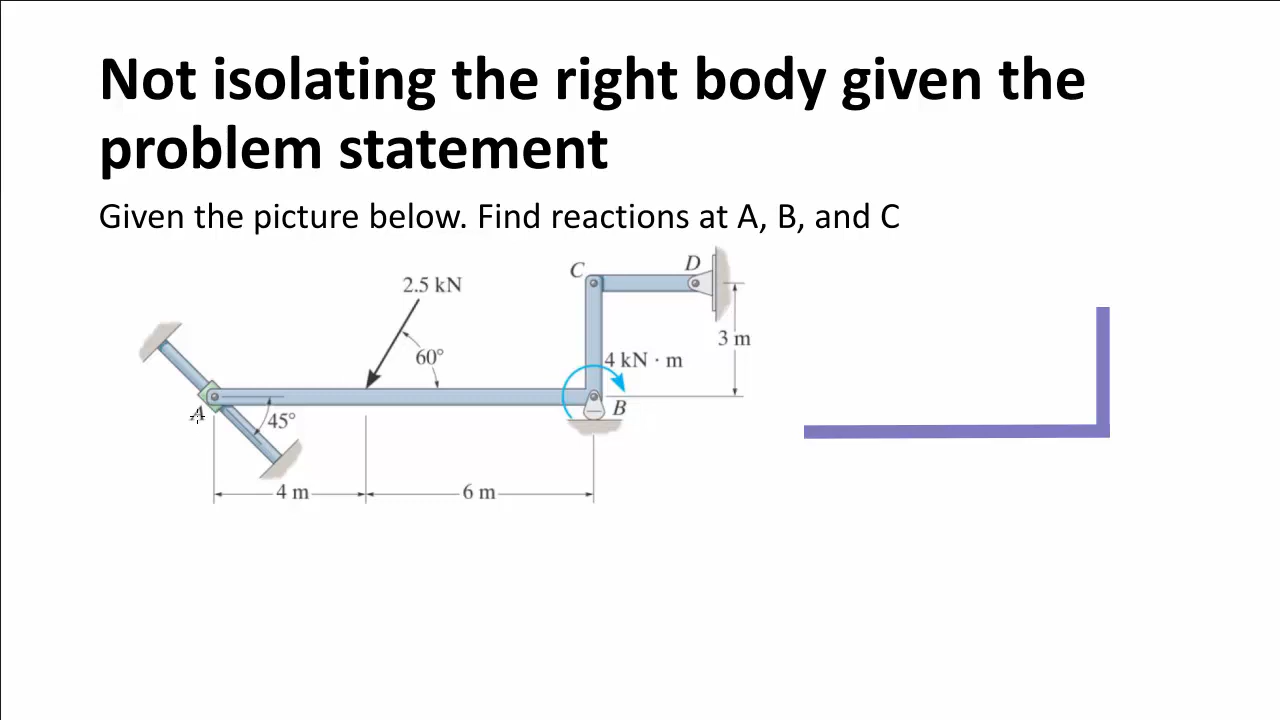 Not isolating the right body given the
problem statement
Given the picture below. Find reactions at A, B, and C
C
D
2.5 kN
3 m
60°
4 kN · m
A
B
45°
4 m
6 m